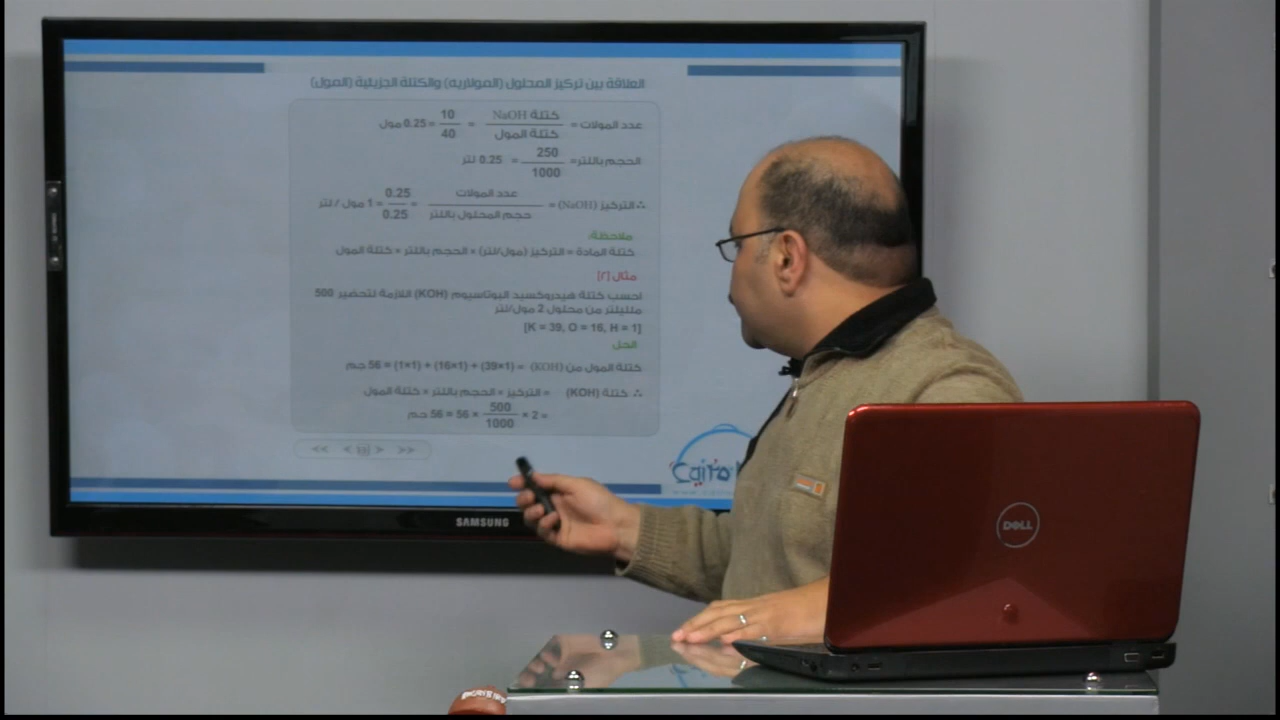 العلاقة بين تركيز المحلول (المولاريه) والكتلة الجزيئية (المول)
عدد المولات = كتلة NaOH / كتلة المول = 10 / 40 = 0.25 مول
الحجم باللتر= 250 / 1000 = 0.25 لتر
∴ التركيز (NaOH) = عدد المولات / حجم المحلول باللتر = 0.25 / 0.25 = 1 مول / لتر
ملاحظة:
كتلة المادة = التركيز (مول/لتر) × الحجم باللتر × كتلة المول
مثال [٢]
احسب كتلة هيدروكسيد البوتاسيوم (KOH) اللازمة لتحضير 500
ملليلتر من محلول 2 مول/لتر
[K = 39, O = 16, H = 1]
الحل
كتلة المول من (KOH) = (39×1) + (16×1) + (1×1) = 56 جم
∴ كتلة (KOH) = التركيز × الحجم باللتر × كتلة المول
= 2 × 500 / 1000 × 56 = 56 جم
Cairo
SAMSUNG
DELL